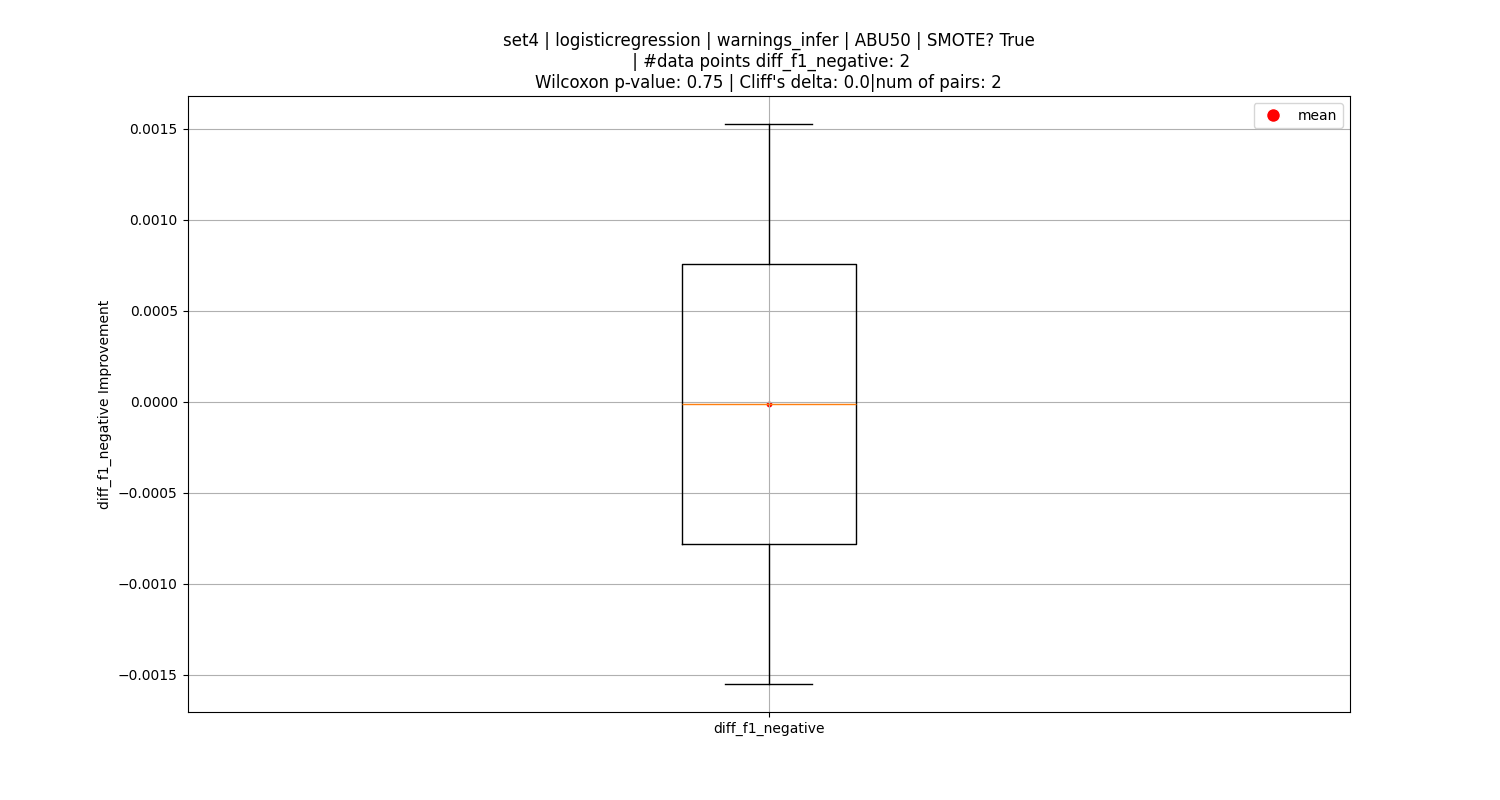 set4 | logisticregression | warnings_infer | ABU50 | SMOTE? True
| #data points diff_f1_negative: 2
Wilcoxon p-value: 0.75 | Cliff's delta: 0.0|num of pairs: 2
mean
0.0015
0.0010
0.0005
0.0000
−0.0005
−0.0010
−0.0015
diff_f1_negative Improvement
diff_f1_negative